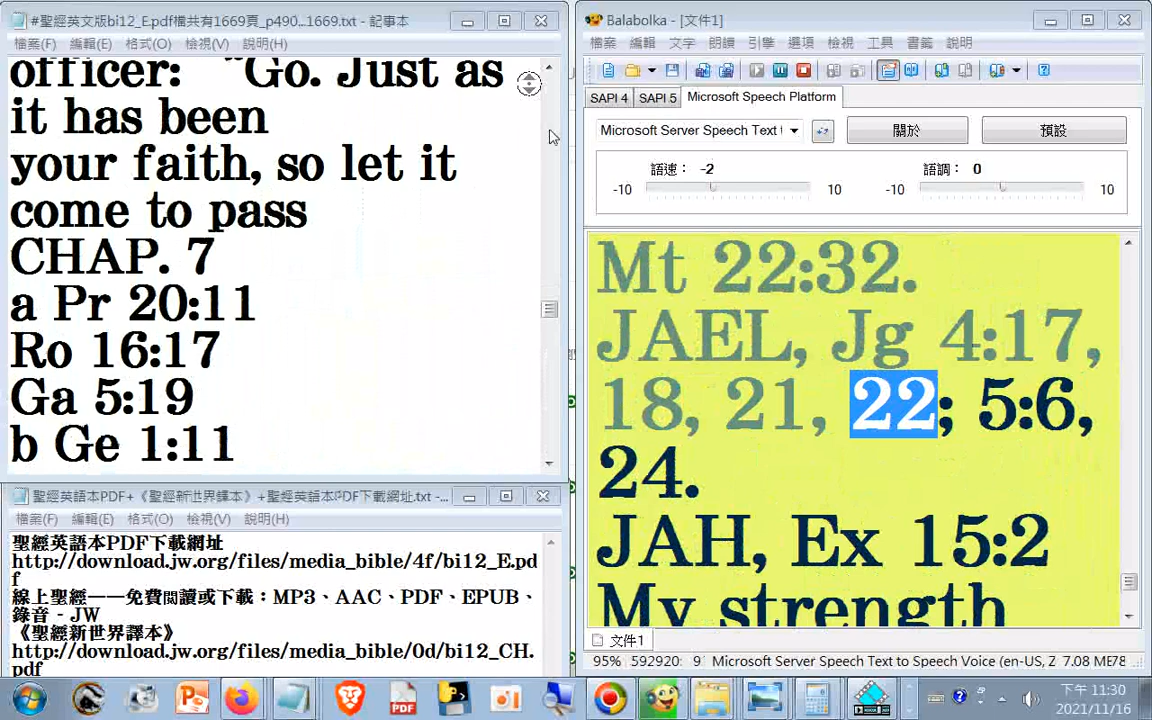 #聖經英文版bi12_E.pdf檔共有1669頁_p490...1669.txt - 記事本
檔案(F) 編輯(E) 格式(O) 檢視(V) 說明(H)
officer: "Go. Just as
it has been
your faith, so let it
come to pass
CHAP. 7
a Pr 20:11
Ro 16:17
Ga 5:19
b Ge 1:11
聖經英語本PDF+《聖經新世界譯本》+聖經英語本PDF下載網址.txt -...
檔案(F) 編輯(E) 格式(O) 檢視(V) 說明(H)
聖經英語本PDF下載網址
http://download.jw.org/files/media_bible/4f/bi12_E.pd
f
線上聖經——免費閱讀或下載：MP3、AAC、PDF、EPUB、
錄音 - JW
《聖經新世界譯本》
http://download.jw.org/files/media_bible/0d/bi12_CH.
pdf
Balabolka - [文件1]
檔案 編輯 文字 朗讀 引擎 選項 檢視 工具 書籤 說明
SAPI 4 SAPI 5 Microsoft Speech Platform
Microsoft Server Speech Text t 關於 預設
語速： -2 語調： 0
-10 10 -10 10
Mt 22:32.
JAEL, Jg 4:17,
18, 21, 22; 5:6,
24.
JAH, Ex 15:2
My strength
文件1
95% 592920: 9 Microsoft Server Speech Text to Speech Voice (en-US, Z 7.08 ME78
PDF
下午 11:30
2021/11/16